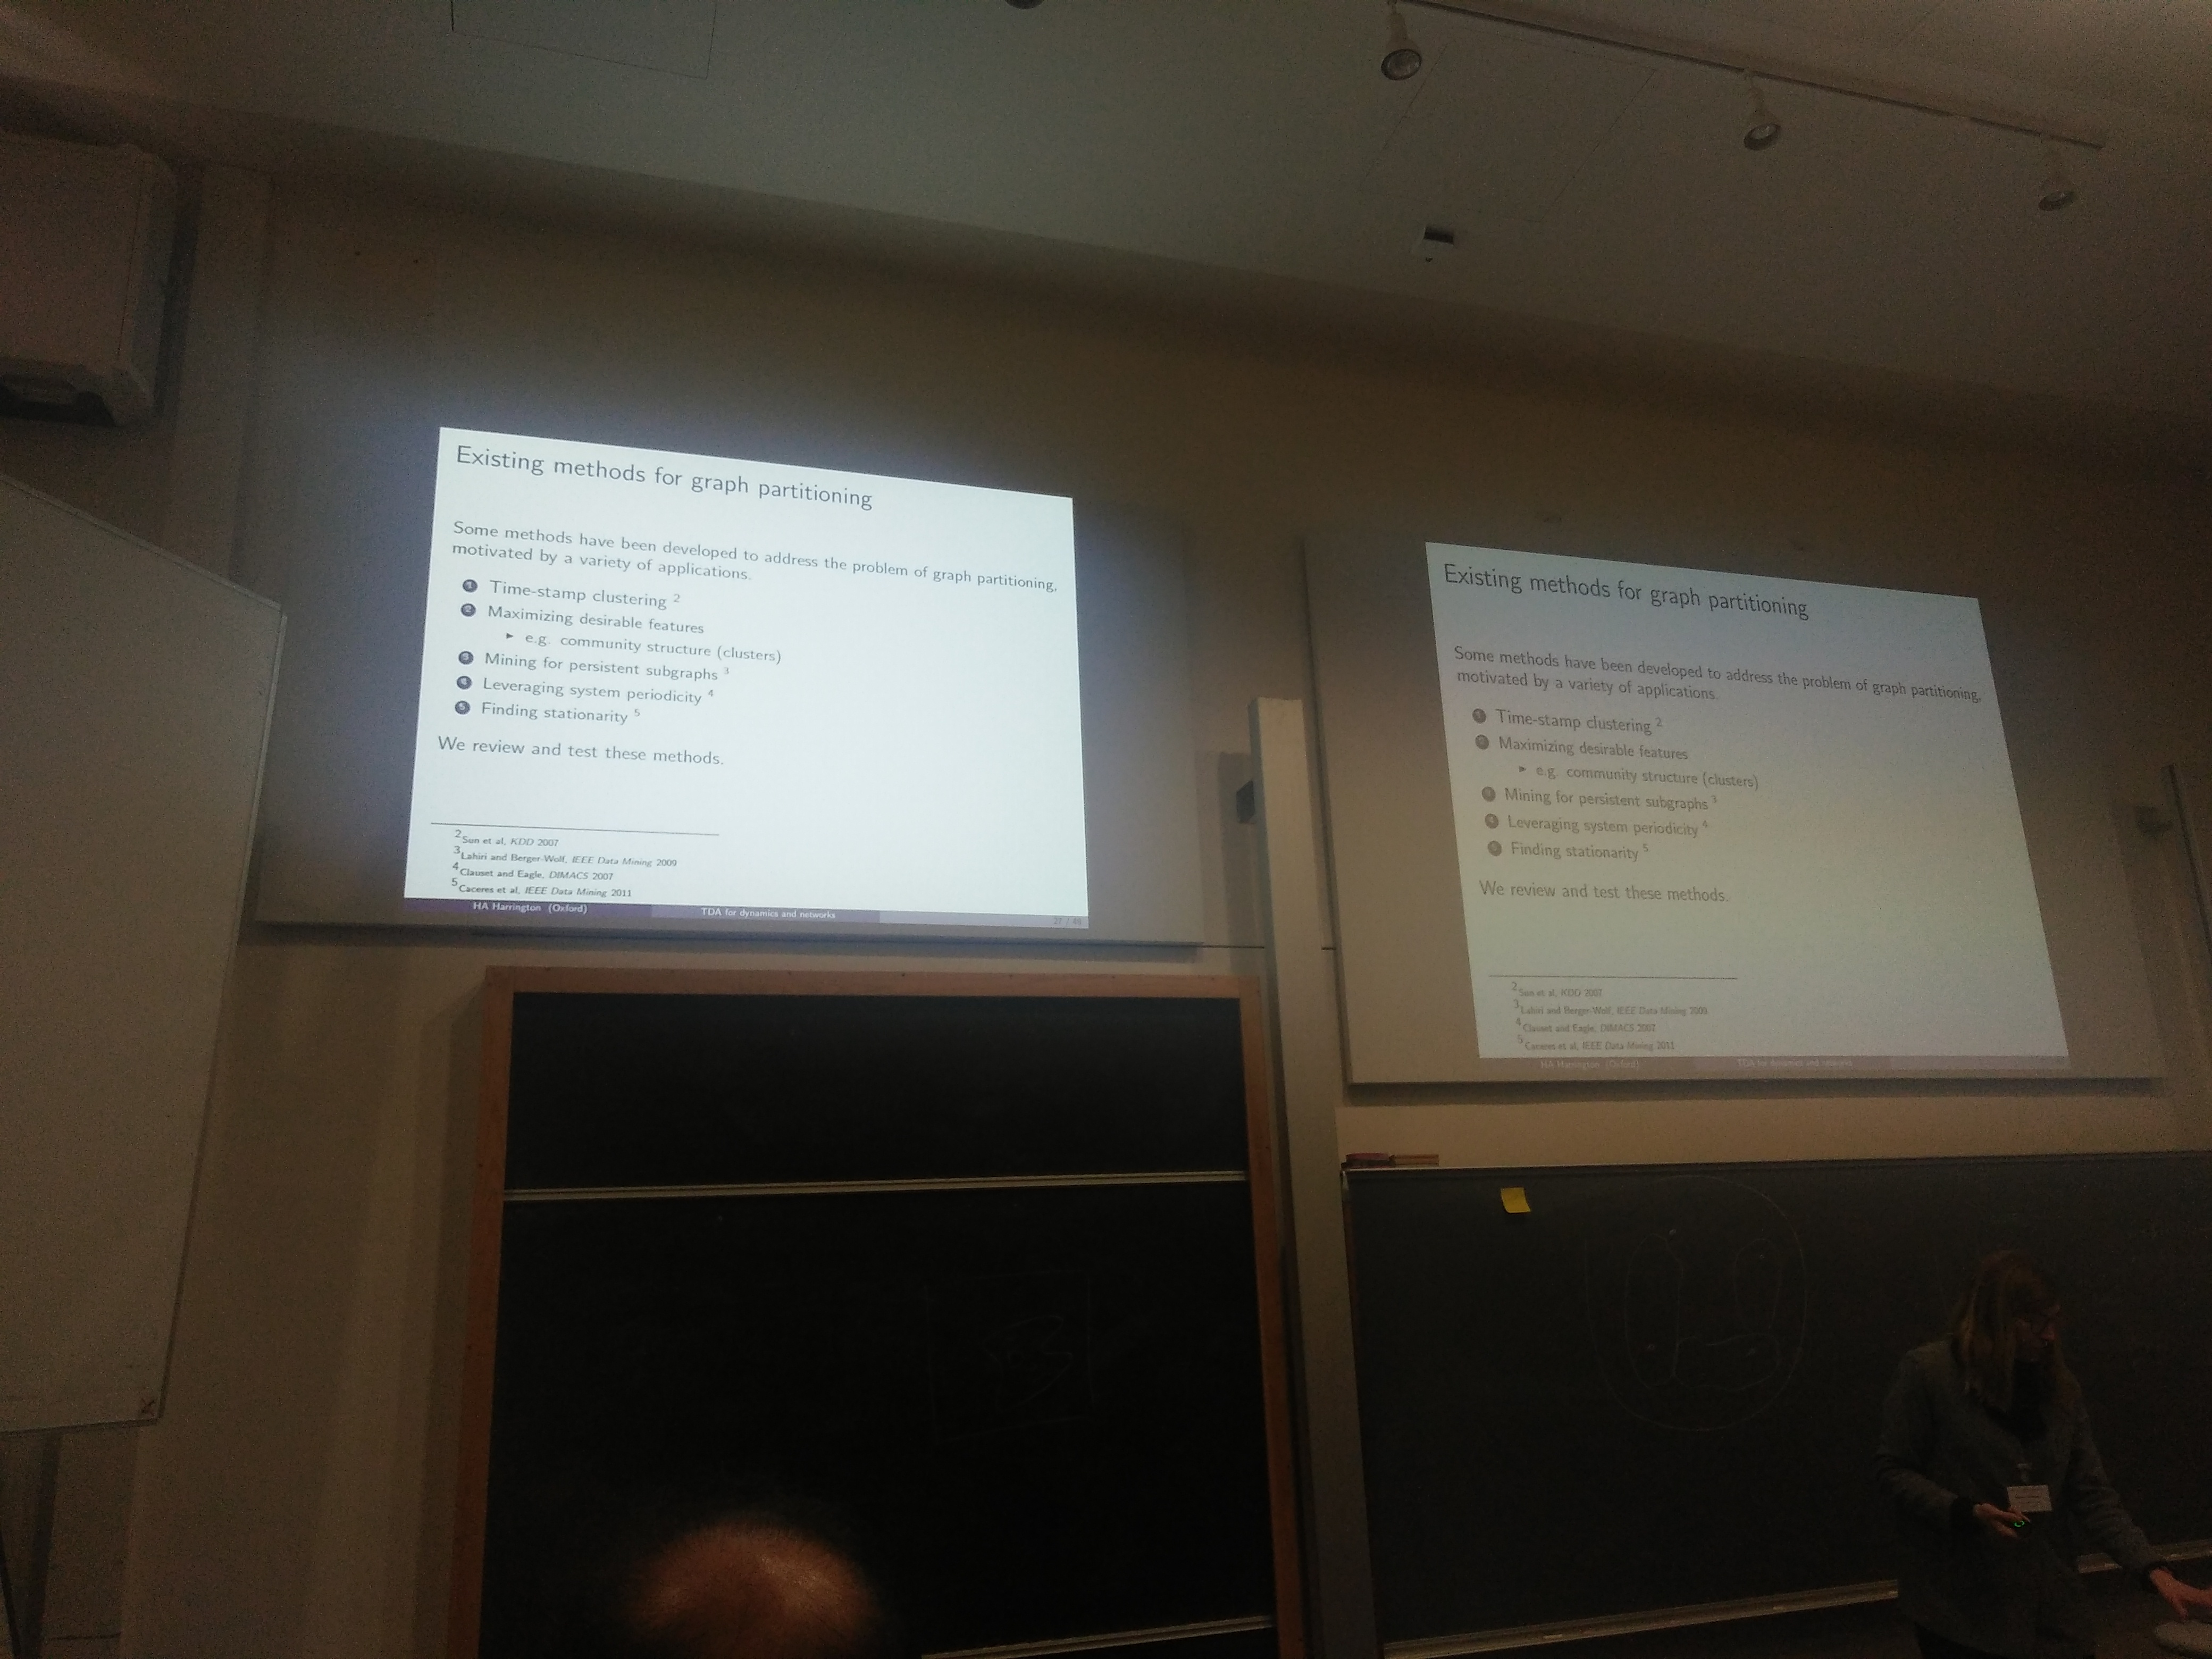 Existing methods for graph partitioning
Some methods have been developed to address the problem of graph partitioning,
motivated by a variety of applications.
1 Time-stamp clustering 2
2 Maximizing desirable features
▸ e.g. community structure (clusters)
3 Mining for persistent subgraphs 3
4 Leveraging system periodicity 4
5 Finding stationarity 5
We review and test these methods.
2 Sun et al, KDD 2007
3 Lahiri and Berger-Wolf, IEEE Data Mining 2009
4 Clauset and Eagle, DIMACS 2007
5 Caceres et al, IEEE Data Mining 2011
HA Harrington (Oxford) TDA for dynamics and networks
Existing methods for graph partitioning
Some methods have been developed to address the problem of graph partitioning,
motivated by a variety of applications.
1 Time-stamp clustering 2
2 Maximizing desirable features
▸ e.g. community structure (clusters)
3 Mining for persistent subgraphs 3
4 Leveraging system periodicity 4
5 Finding stationarity 5
We review and test these methods.
2 Sun et al, KDD 2007
3 Lahiri and Berger-Wolf, IEEE Data Mining 2009
4 Clauset and Eagle, DIMACS 2007
5 Caceres et al, IEEE Data Mining 2011
HA Harrington (Oxford) TDA for dynamics and networks